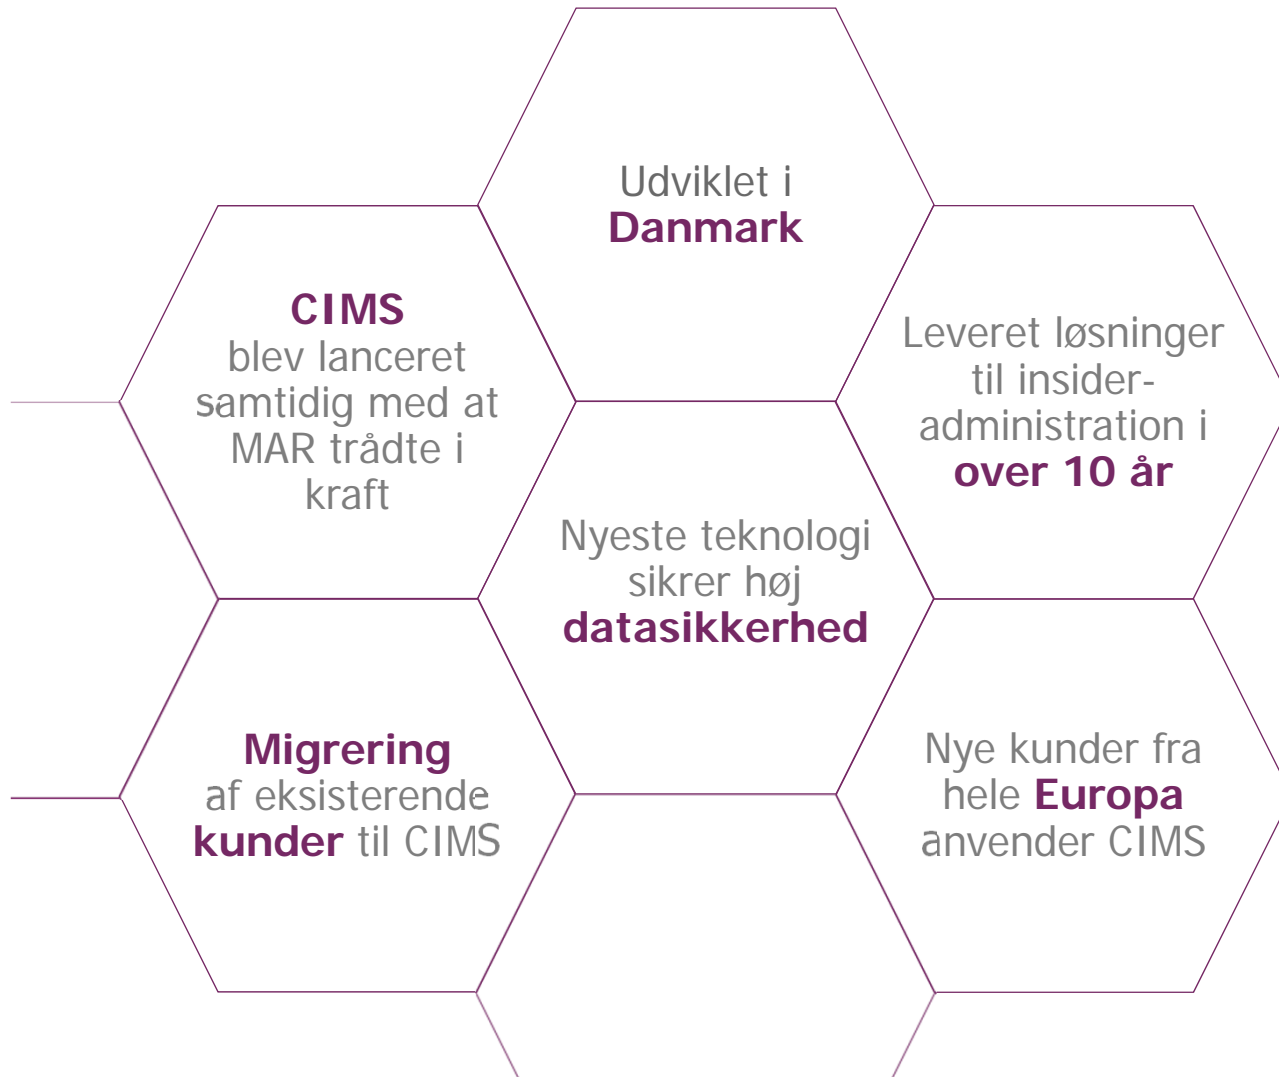 Udviklet i
Danmark
CIMS
blev lanceret
samtidig med at
MAR trådte i
kraft
Leveret løsninger
til insider-
administration i
over 10 år
Nyeste teknologi
sikrer høj
datasikkerhed
Migrering
af eksisterende
kunder til CIMS
Nye kunder fra
hele Europa
anvender CIMS